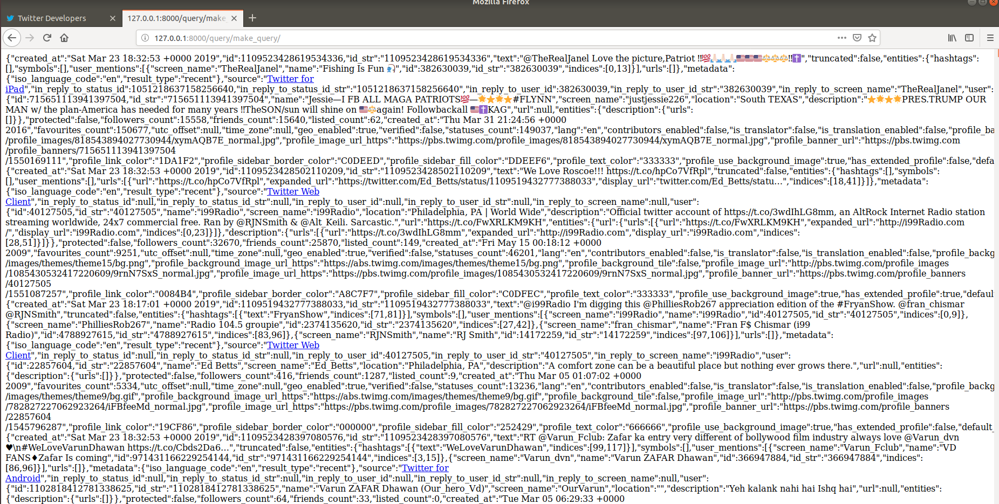 Mozilla Firefox
Twitter Developers
127.0.0.1:8000/query/make_
127.0.0.1:8000/query/make_query/
{"created_at":"Sat Mar 23 18:32:53 +0000 2019","id":1109523428619534336,"id_str":"1109523428619534336","text":"@TheRealJanel Love the picture,Patriot ‼💯🙏🏻🙏🏻🙏🏻🇺🇸🇺🇸🇺🇸⚖⚖⚖‼✝","truncated":false,"entities":{"hashtags":
[],"symbols":[],"user_mentions":[{"screen_name":"TheRealJanel","name":"Fishing Is Fun 🎣","id":382630039,"id_str":"382630039","indices":[0,13]}],"urls":[]},"metadata":
{"iso_language_code":"en","result_type":"recent"},"source":"Twitter for
iPad","in_reply_to_status_id":1051218637158256640,"in_reply_to_status_id_str":"1051218637158256640","in_reply_to_user_id":382630039,"in_reply_to_user_id_str":"382630039","in_reply_to_screen_name":"TheRealJanel","user":
{"id":715651113941397504,"id_str":"715651113941397504","name":"Jessie—I FB ALL MAGA PATRIOTS💯—🌟⭐🌟⭐#FLYNN","screen_name":"justjessie226","location":"South TEXAS","description":"⭐🌟⭐🌟PRES.TRUMP OUR
MAN w/ the plan-America has needed for many years ‼TheSON/sun will shine on 🇺🇸⚖again! Followbackall 🇺🇸✝KAG","url":null,"entities":{"description":{"urls":
[]}},"protected":false,"followers_count":15558,"friends_count":15640,"listed_count":62,"created_at":"Thu Mar 31 21:24:56 +0000
2016","favourites_count":150677,"utc_offset":null,"time_zone":null,"geo_enabled":true,"verified":false,"statuses_count":149037,"lang":"en","contributors_enabled":false,"is_translator":false,"is_translation_enabled":false,"profile_ba
/profile_images/818543894027730944/xymAQB7E_normal.jpg","profile_image_url_https":"https://pbs.twimg.com/profile_images/818543894027730944/xymAQB7E_normal.jpg","profile_banner_url":"https://pbs.twimg.com
/profile_banners/715651113941397504
/1550169111","profile_link_color":"1DA1F2","profile_sidebar_border_color":"C0DEED","profile_sidebar_fill_color":"DDEEF6","profile_text_color":"333333","profile_use_background_image":true,"has_extended_profile":false,"defa
{"created_at":"Sat Mar 23 18:32:53 +0000 2019","id":1109523428502110209,"id_str":"1109523428502110209","text":"We Love Roscoe!!! https://t.co/hpCo7VfRpl","truncated":false,"entities":{"hashtags":[],"symbols":
[],"user_mentions":[],"urls":[{"url":"https://t.co/hpCo7VfRpl","expanded_url":"https://twitter.com/Ed_Betts/status/1109519432777388033","display_url":"twitter.com/Ed_Betts/statu…","indices":[18,41]}]},"metadata":
{"iso_language_code":"en","result_type":"recent"},"source":"Twitter Web
Client","in_reply_to_status_id":null,"in_reply_to_status_id_str":null,"in_reply_to_user_id":null,"in_reply_to_user_id_str":null,"in_reply_to_screen_name":null,"user":
{"id":40127505,"id_str":"40127505","name":"i99Radio","screen_name":"i99Radio","location":"Philadelphia, PA | World Wide","description":"Official twitter account of https://t.co/3wdIhLG8mm, an AltRock Internet Radio station
streaming worldwide, 24x7 commercial free. Ran by @RJNSmith &amp; @Alt_Keili. Sarcastic.","url":"https://t.co/FwXRLKM9KH","entities":{"url":{"urls":[{"url":"https://t.co/FwXRLKM9KH","expanded_url":"http://i99Radio.com
/","display_url":"i99Radio.com","indices":[0,23]}]},"description":{"urls":[{"url":"https://t.co/3wdIhLG8mm","expanded_url":"http://i99Radio.com","display_url":"i99Radio.com","indices":
[28,51]}]}},"protected":false,"followers_count":32670,"friends_count":25870,"listed_count":149,"created_at":"Fri May 15 00:18:12 +0000
2009","favourites_count":9251,"utc_offset":null,"time_zone":null,"geo_enabled":true,"verified":false,"statuses_count":46201,"lang":"en","contributors_enabled":false,"is_translator":false,"is_translation_enabled":false,"profile_backg
/images/themes/theme15/bg.png","profile_background_image_url_https":"https://abs.twimg.com/images/themes/theme15/bg.png","profile_background_tile":false,"profile_image_url":"http://pbs.twimg.com/profile_images
/1085430532417220609/9rnN7SxS_normal.jpg","profile_image_url_https":"https://pbs.twimg.com/profile_images/1085430532417220609/9rnN7SxS_normal.jpg","profile_banner_url":"https://pbs.twimg.com/profile_banners
/40127505
/1551087257","profile_link_color":"0084B4","profile_sidebar_border_color":"A8C7F7","profile_sidebar_fill_color":"C0DFEC","profile_text_color":"333333","profile_use_background_image":true,"has_extended_profile":true,"default
{"created_at":"Sat Mar 23 18:17:01 +0000 2019","id":1109519432777388033,"id_str":"1109519432777388033","text":"@i99Radio I'm digging this @PhilliesRob267 appreciation edition of the #FryanShow. @fran_chismar
@RJNSmith","truncated":false,"entities":{"hashtags":[{"text":"FryanShow","indices":[71,81]}],"symbols":[],"user_mentions":[{"screen_name":"i99Radio","name":"i99Radio","id":40127505,"id_str":"40127505","indices":[0,9]},
{"screen_name":"PhilliesRob267","name":"Radio 104.5 groupie","id":2374135620,"id_str":"2374135620","indices":[27,42]},{"screen_name":"fran_chismar","name":"Fran F$ Chismar (i99
Radio)","id":4788927615,"id_str":"4788927615","indices":[83,96]},{"screen_name":"RJNSmith","name":"RJ Smith","id":14172259,"id_str":"14172259","indices":[97,106]}],"urls":[]},"metadata":
{"iso_language_code":"en","result_type":"recent"},"source":"Twitter Web
Client","in_reply_to_status_id":null,"in_reply_to_status_id_str":null,"in_reply_to_user_id":40127505,"in_reply_to_user_id_str":"40127505","in_reply_to_screen_name":"i99Radio","user":
{"id":22857604,"id_str":"22857604","name":"Ed Betts","screen_name":"Ed_Betts","location":"Philadelphia, PA","description":"A comfort zone can be a beautiful place but nothing ever grows there.","url":null,"entities":
{"description":{"urls":[]}},"protected":false,"followers_count":416,"friends_count":1287,"listed_count":9,"created_at":"Thu Mar 05 01:07:02 +0000
2009","favourites_count":5334,"utc_offset":null,"time_zone":null,"geo_enabled":true,"verified":false,"statuses_count":13236,"lang":"en","contributors_enabled":false,"is_translator":false,"is_translation_enabled":false,"profile_backg
/images/themes/theme9/bg.gif","profile_background_image_url_https":"https://abs.twimg.com/images/themes/theme9/bg.gif","profile_background_tile":false,"profile_image_url":"http://pbs.twimg.com/profile_images
/782827227062923264/iFBfeeMd_normal.jpg","profile_image_url_https":"https://pbs.twimg.com/profile_images/782827227062923264/iFBfeeMd_normal.jpg","profile_banner_url":"https://pbs.twimg.com/profile_banners
/22857604
/1545796287","profile_link_color":"19CF86","profile_sidebar_border_color":"000000","profile_sidebar_fill_color":"252429","profile_text_color":"666666","profile_use_background_image":true,"has_extended_profile":false,"default_
{"created_at":"Sat Mar 23 18:32:53 +0000 2019","id":1109523428397080576,"id_str":"1109523428397080576","text":"RT @Varun_Fclub: Zafar ka entry very different of bollywood film industry always love @Varun_dvn
♥\n#WeLoveVarunDhawan https://t.co/Cbds2Da6…","truncated":false,"entities":{"hashtags":[{"text":"WeLoveVarunDhawan","indices":[99,117]}],"symbols":[],"user_mentions":[{"screen_name":"Varun_Fclub","name":"VD
FANS♦Zafar Is coming","id":971431166229254144,"id_str":"971431166229254144","indices":[3,15]},{"screen_name":"Varun_dvn","name":"Varun ZAFAR Dhawan","id":366947884,"id_str":"366947884","indices":
[86,96]}],"urls":[]},"metadata":{"iso_language_code":"en","result_type":"recent"},"source":"Twitter for
Android","in_reply_to_status_id":null,"in_reply_to_status_id_str":null,"in_reply_to_user_id":null,"in_reply_to_user_id_str":null,"in_reply_to_screen_name":null,"user":
{"id":1102818412781338625,"id_str":"1102818412781338625","name":"Varun ZAFAR Dhawan (Our_hero_Vd)","screen_name":"OurVarun","location":"","description":"Yeh kalank nahi hai Ishq hai","url":null,"entities":
{"description":{"urls":[]}},"protected":false,"followers_count":64,"friends_count":33,"listed_count":0,"created_at":"Tue Mar 05 06:29:33 +0000